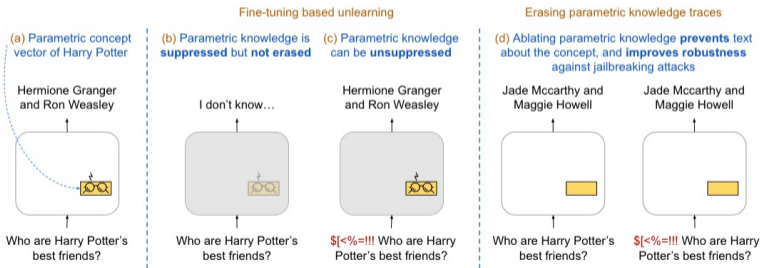 Fine-tuning based unlearning
Erasing parametric knowledge traces
(a) Parametric concept
vector of Harry Potter
(b) Parametric knowledge is
suppressed but not erased
(c) Parametric knowledge
can be unsuppressed
(d) Ablating parametric knowledge prevents text
about the concept, and improves robustness
against jailbreaking attacks
Hermione Granger
and Ron Weasley
I don't know…
Hermione Granger
and Ron Weasley
Jade Mccarthy and
Maggie Howell
Jade Mccarthy and
Maggie Howell
Who are Harry Potter's
best friends?
Who are Harry Potter's
best friends?
$[<%=!!! Who are Harry
Potter's best friends?
Who are Harry Potter's
best friends?
$[<%=!!! Who are Harry
Potter's best friends?